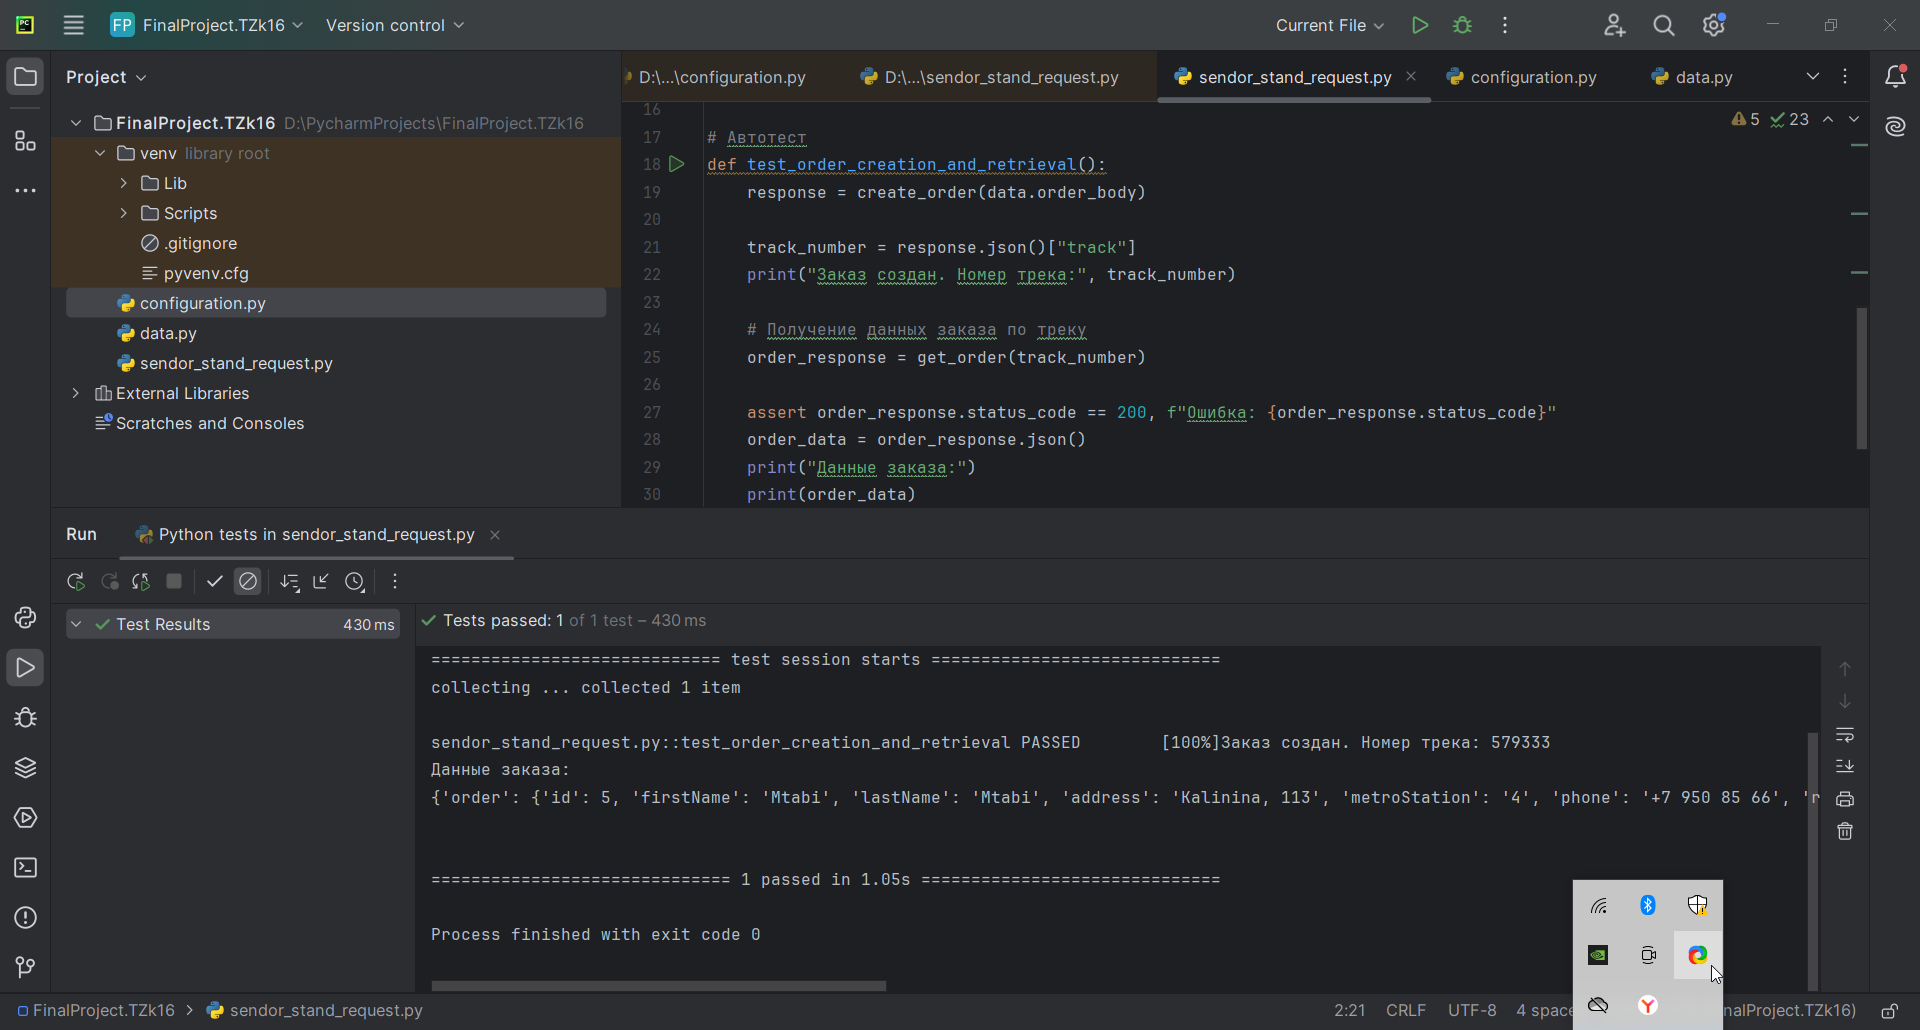 FP FinalProject.TZk16 Version control Current File
Project
D:\...\configuration.py D:\...\sendor_stand_request.py sendor_stand_request.py configuration.py data.py
FinalProject.TZk16 D:\PycharmProjects\FinalProject.TZk16
venv library root
Lib
Scripts
.gitignore
pyvenv.cfg
configuration.py
data.py
sendor_stand_request.py
External Libraries
Scratches and Consoles
5 23
16
17 # Автотест
18 def test_order_creation_and_retrieval():
19 response = create_order(data.order_body)
20
21 track_number = response.json()["track"]
22 print("Заказ создан. Номер трека:", track_number)
23
24 # Получение данных заказа по треку
25 order_response = get_order(track_number)
26
27 assert order_response.status_code == 200, f"Ошибка: {order_response.status_code}"
28 order_data = order_response.json()
29 print("Данные заказа:")
30 print(order_data)
Run Python tests in sendor_stand_request.py
Test Results 430 ms
Tests passed: 1 of 1 test – 430 ms
============================= test session starts =============================
collecting ... collected 1 item
sendor_stand_request.py::test_order_creation_and_retrieval PASSED [100%]Заказ создан. Номер трека: 579333
Данные заказа:
{'order': {'id': 5, 'firstName': 'Mtabi', 'lastName': 'Mtabi', 'address': 'Kalinina, 113', 'metroStation': '4', 'phone': '+7 950 85 66', 'r
============================== 1 passed in 1.05s ==============================
Process finished with exit code 0
FinalProject.TZk16 sendor_stand_request.py 2:21 CRLF UTF-8 4 space nalProject.TZk16)